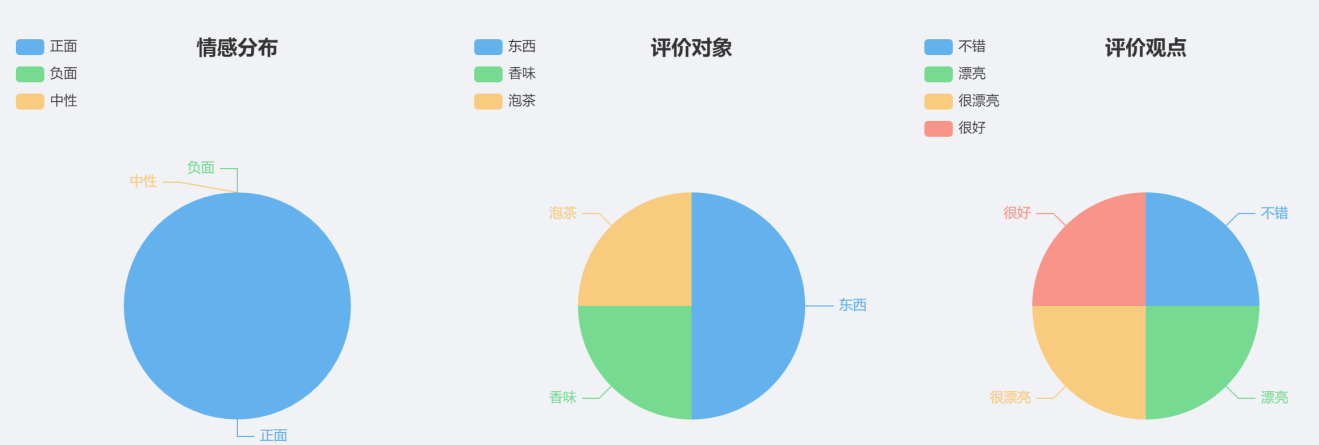 情感分布
正面
负面
中性
负面
中性
正面
评价对象
东西
香味
泡茶
泡茶
东西
香味
评价观点
不错
漂亮
很漂亮
很好
很好
不错
很漂亮
漂亮